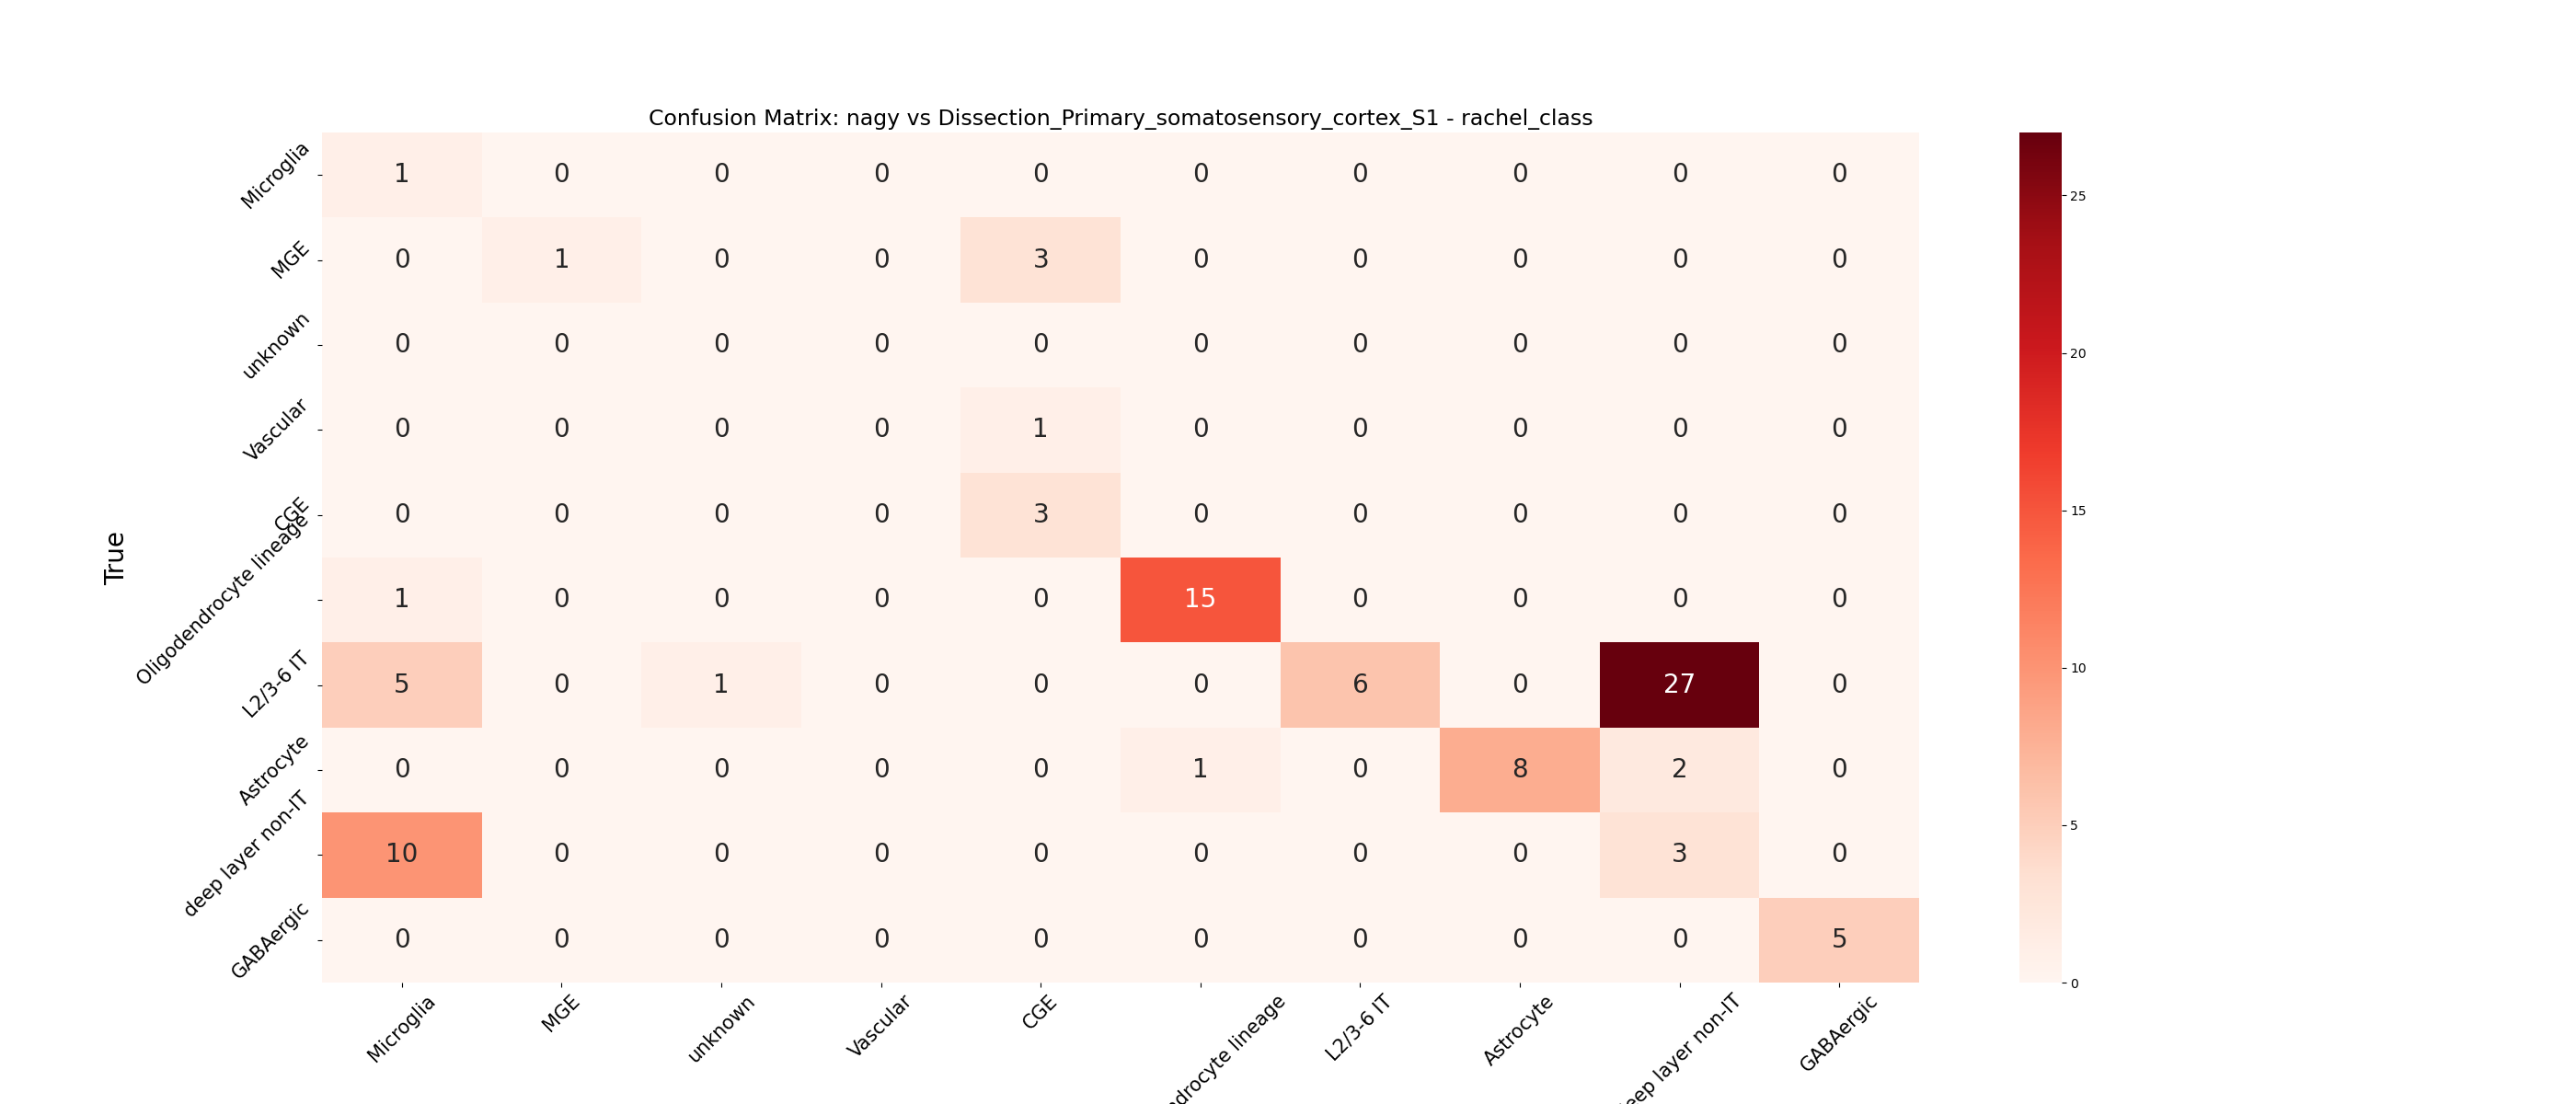 Confusion Matrix: nagy vs Dissection_Primary_somatosensory_cortex_S1 - rachel_class
True
Microglia 1 0 0 0 0 0 0 0 0 0
MGE 0 1 0 0 3 0 0 0 0 0
unknown 0 0 0 0 0 0 0 0 0 0
Vascular 0 0 0 0 1 0 0 0 0 0
CGE 0 0 0 0 3 0 0 0 0 0
Oligodendrocyte lineage 1 0 0 0 0 15 0 0 0 0
L2/3-6 IT 5 0 1 0 0 0 6 0 27 0
Astrocyte 0 0 0 0 0 1 0 8 2 0
deep layer non-IT 10 0 0 0 0 0 0 0 3 0
GABAergic 0 0 0 0 0 0 0 0 0 5
Microglia MGE unknown Vascular CGE lineage L2/3-6 IT Astrocyte layer non-IT GABAergic
25
20
15
10
5
0